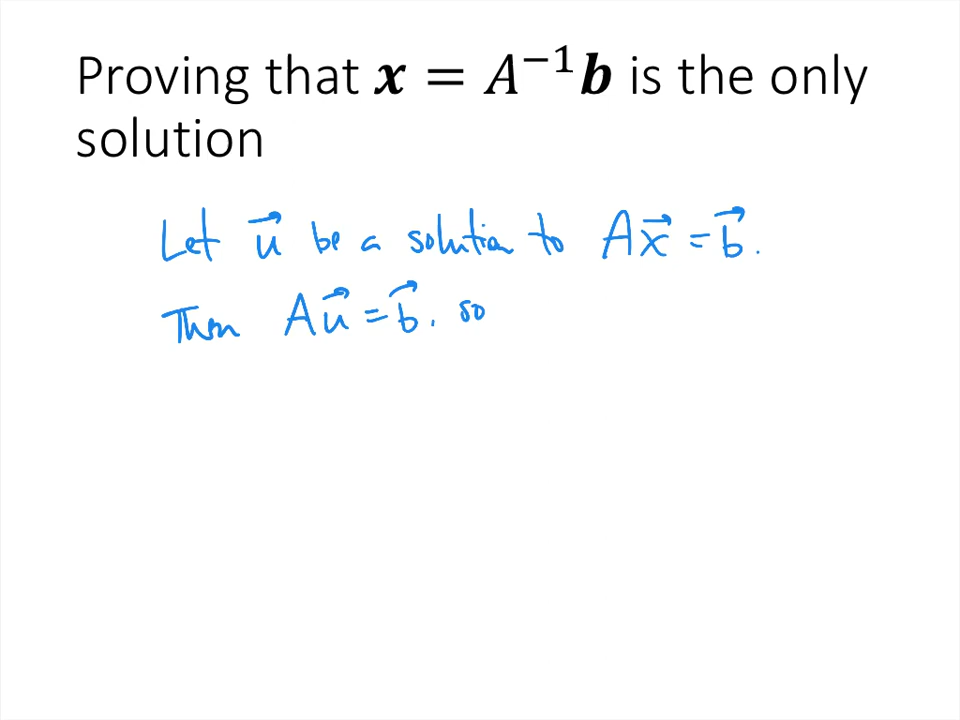 Proving that 𝒙 = A⁻¹𝒃 is the only
solution
Let u⃗ be a solution to Ax⃗ = b⃗.
Then Au⃗ = b⃗, so